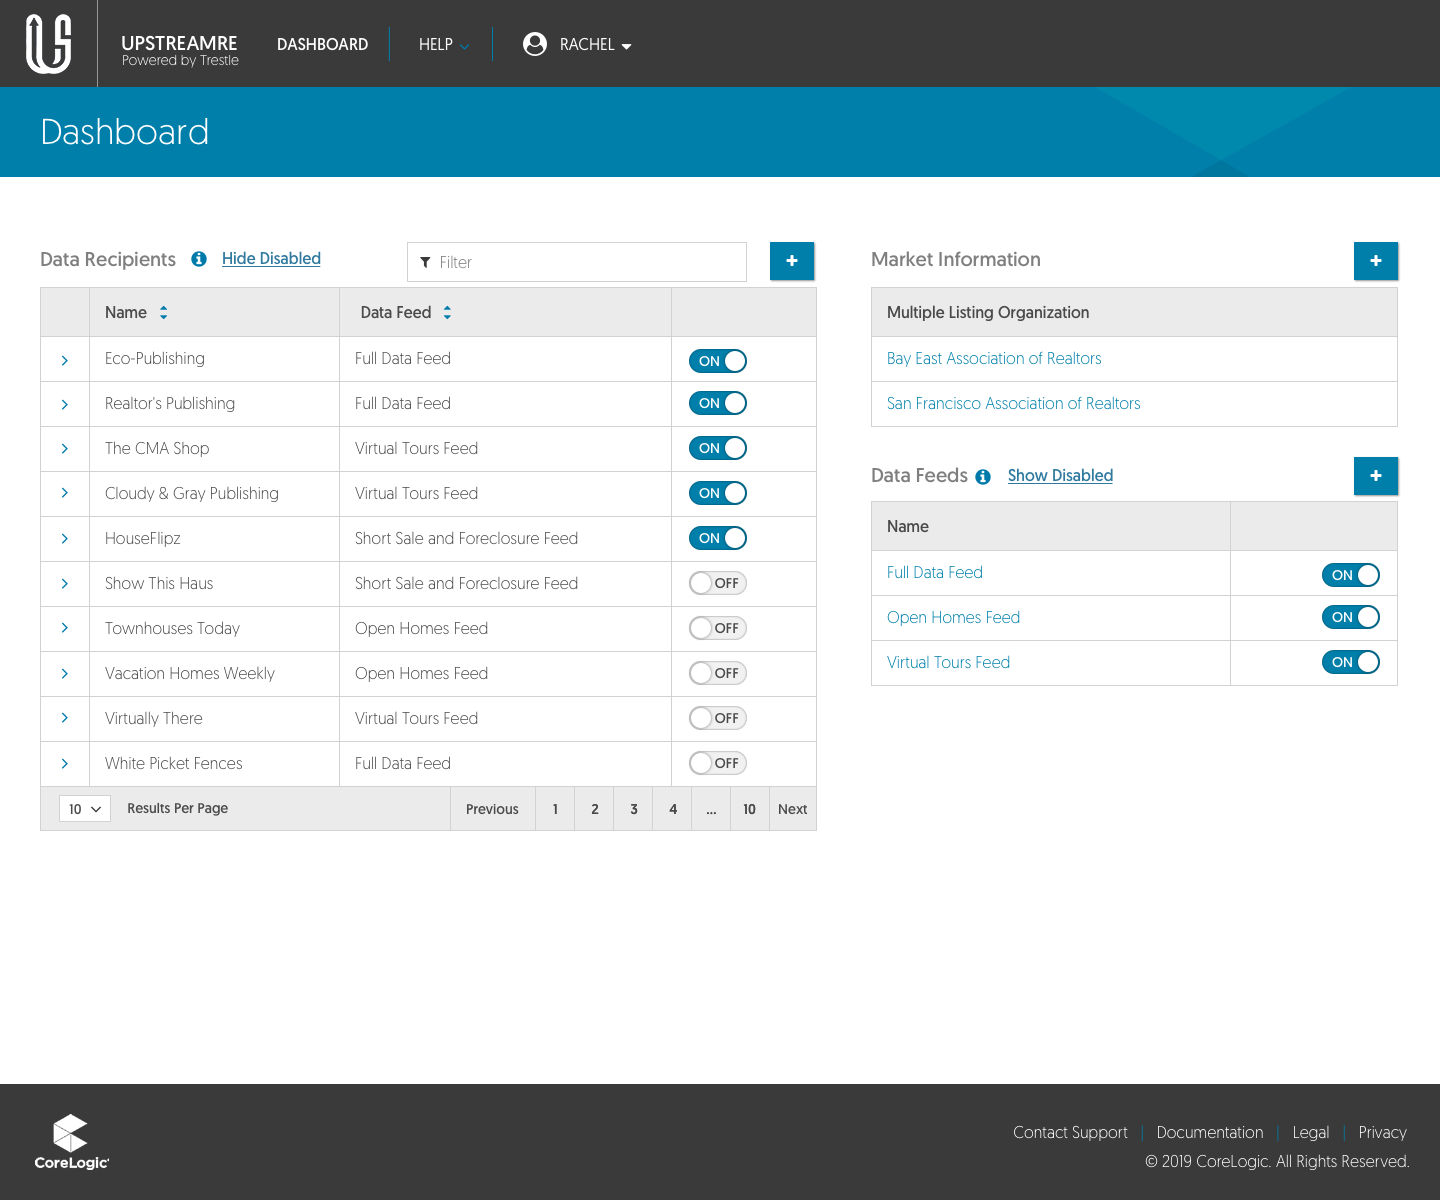 UPSTREAMRE
Powered by Trestle
DASHBOARD
HELP
RACHEL
Dashboard
Data Recipients
Hide Disabled
Filter
Name
Data Feed
Eco-Publishing
Full Data Feed
ON
Realtor's Publishing
Full Data Feed
ON
The CMA Shop
Virtual Tours Feed
ON
Cloudy & Gray Publishing
Virtual Tours Feed
ON
HouseFlipz
Short Sale and Foreclosure Feed
ON
Show This Haus
Short Sale and Foreclosure Feed
OFF
Townhouses Today
Open Homes Feed
OFF
Vacation Homes Weekly
Open Homes Feed
OFF
Virtually There
Virtual Tours Feed
OFF
White Picket Fences
Full Data Feed
OFF
10
Results Per Page
Previous
1
2
3
4
...
10
Next
Market Information
Multiple Listing Organization
Bay East Association of Realtors
San Francisco Association of Realtors
Data Feeds
Show Disabled
Name
Full Data Feed
ON
Open Homes Feed
ON
Virtual Tours Feed
ON
CoreLogic
Contact Support | Documentation | Legal | Privacy
© 2019 CoreLogic. All Rights Reserved.